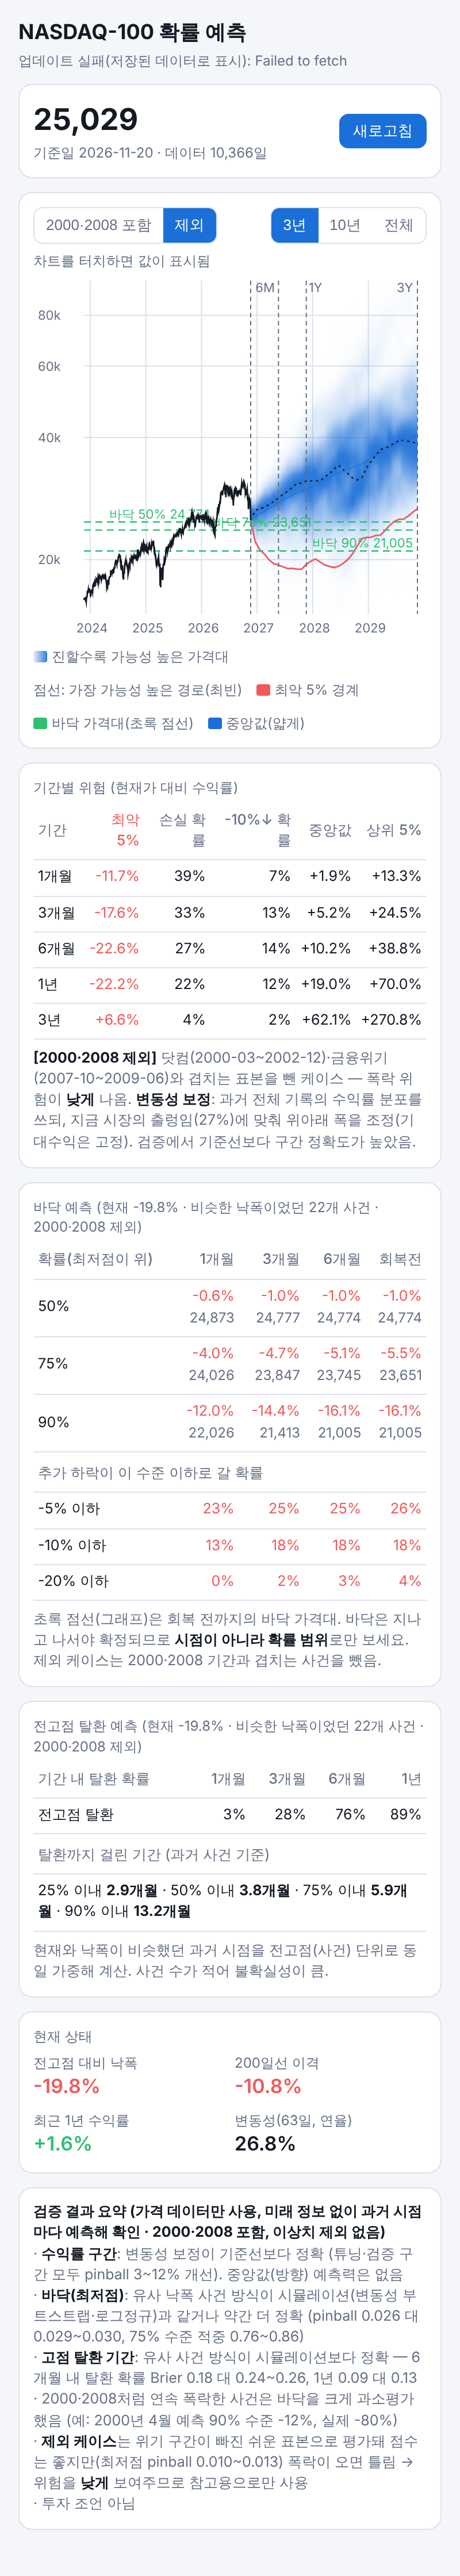 NASDAQ-100 확률 예측
업데이트 실패(저장된 데이터로 표시): Failed to fetch
25,029
기준일 2026-11-20 · 데이터 10,366일
새로고침
2000·2008 포함 제외 3년 10년 전체
차트를 터치하면 값이 표시됨
6M 1Y 3Y
80k
60k
40k
바닥 50% 24,774
바닥 75% 23,651
바닥 90% 21,005
20k
2024 2025 2026 2027 2028 2029
진할수록 가능성 높은 가격대
점선: 가장 가능성 높은 경로(최빈) 최악 5% 경계
바닥 가격대(초록 점선) 중앙값(얇게)
기간별 위험 (현재가 대비 수익률)
기간 최악 5% 손실 확률 -10%↓ 확률 중앙값 상위 5%
1개월 -11.7% 39% 7% +1.9% +13.3%
3개월 -17.6% 33% 13% +5.2% +24.5%
6개월 -22.6% 27% 14% +10.2% +38.8%
1년 -22.2% 22% 12% +19.0% +70.0%
3년 +6.6% 4% 2% +62.1% +270.8%
[2000·2008 제외] 닷컴(2000-03~2002-12)·금융위기
(2007-10~2009-06)와 겹치는 표본을 뺀 케이스 — 폭락 위
험이 낮게 나옴. 변동성 보정: 과거 전체 기록의 수익률 분포를
쓰되, 지금 시장의 출렁임(27%)에 맞춰 위아래 폭을 조정(기
대수익은 고정). 검증에서 기준선보다 구간 정확도가 높았음.
바닥 예측 (현재 -19.8% · 비슷한 낙폭이었던 22개 사건 ·
2000·2008 제외)
확률(최저점이 위) 1개월 3개월 6개월 회복전
50% -0.6% -1.0% -1.0% -1.0%
24,873 24,777 24,774 24,774
75% -4.0% -4.7% -5.1% -5.5%
24,026 23,847 23,745 23,651
90% -12.0% -14.4% -16.1% -16.1%
22,026 21,413 21,005 21,005
추가 하락이 이 수준 이하로 갈 확률
-5% 이하 23% 25% 25% 26%
-10% 이하 13% 18% 18% 18%
-20% 이하 0% 2% 3% 4%
초록 점선(그래프)은 회복 전까지의 바닥 가격대. 바닥은 지나
고 나서야 확정되므로 시점이 아니라 확률 범위로만 보세요.
제외 케이스는 2000·2008 기간과 겹치는 사건을 뺐음.
전고점 탈환 예측 (현재 -19.8% · 비슷한 낙폭이었던 22개 사건 ·
2000·2008 제외)
기간 내 탈환 확률 1개월 3개월 6개월 1년
전고점 탈환 3% 28% 76% 89%
탈환까지 걸린 기간 (과거 사건 기준)
25% 이내 2.9개월 · 50% 이내 3.8개월 · 75% 이내 5.9개
월 · 90% 이내 13.2개월
현재와 낙폭이 비슷했던 과거 시점을 전고점(사건) 단위로 동
일 가중해 계산. 사건 수가 적어 불확실성이 큼.
현재 상태
전고점 대비 낙폭 200일선 이격
-19.8% -10.8%
최근 1년 수익률 변동성(63일, 연율)
+1.6% 26.8%
검증 결과 요약 (가격 데이터만 사용, 미래 정보 없이 과거 시점
마다 예측해 확인 · 2000·2008 포함, 이상치 제외 없음)
· 수익률 구간: 변동성 보정이 기준선보다 정확 (튜닝·검증 구
간 모두 pinball 3~12% 개선). 중앙값(방향) 예측력은 없음
· 바닥(최저점): 유사 낙폭 사건 방식이 시뮬레이션(변동성 부
트스트랩·로그정규)과 같거나 약간 더 정확 (pinball 0.026 대
0.029~0.030, 75% 수준 적중 0.76~0.86)
· 고점 탈환 기간: 유사 사건 방식이 시뮬레이션보다 정확 — 6
개월 내 탈환 확률 Brier 0.18 대 0.24~0.26, 1년 0.09 대 0.13
· 2000·2008처럼 연속 폭락한 사건은 바닥을 크게 과소평가
했음 (예: 2000년 4월 예측 90% 수준 -12%, 실제 -80%)
· 제외 케이스는 위기 구간이 빠진 쉬운 표본으로 평가돼 점수
는 좋지만(최저점 pinball 0.010~0.013) 폭락이 오면 틀림 →
위험을 낮게 보여주므로 참고용으로만 사용
· 투자 조언 아님